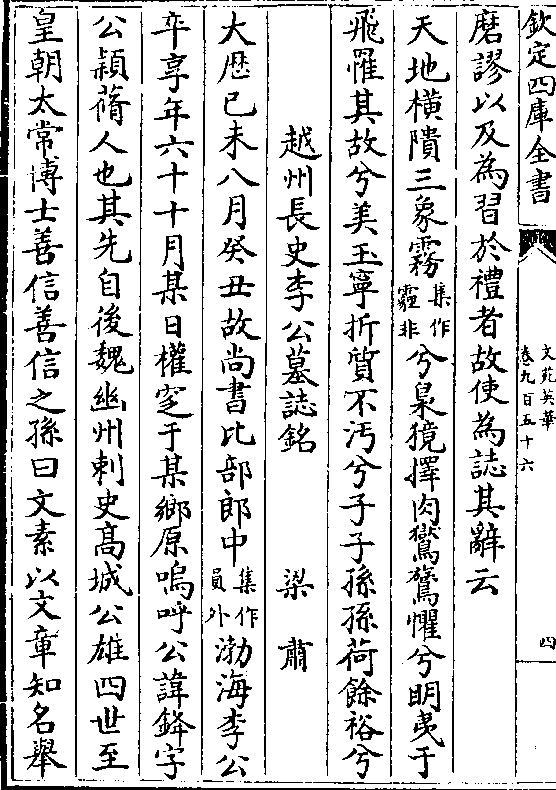 欽定四庫全書
文苑英華
卷九百五十六
四
磨謬以及為習於禮者故使為誌其辭云
天地橫潰三象霧集作霾非兮梟獍擇肉鸑鷟懼兮明夷于
飛罹其故兮美玉寧折質不汚兮子子孫孫荷餘裕兮
越州長史李公墓誌銘 梁肅
大歴己未八月癸丑故尚書比部郎中集作員外渤海李公
卒享年六十十月某日權窆于某鄉原嗚呼公諱鋒字
公穎蓨人也其先自後魏幽州刺史高城公雄四世至
皇朝太常博士善信善信之孫曰文素以文章知名舉